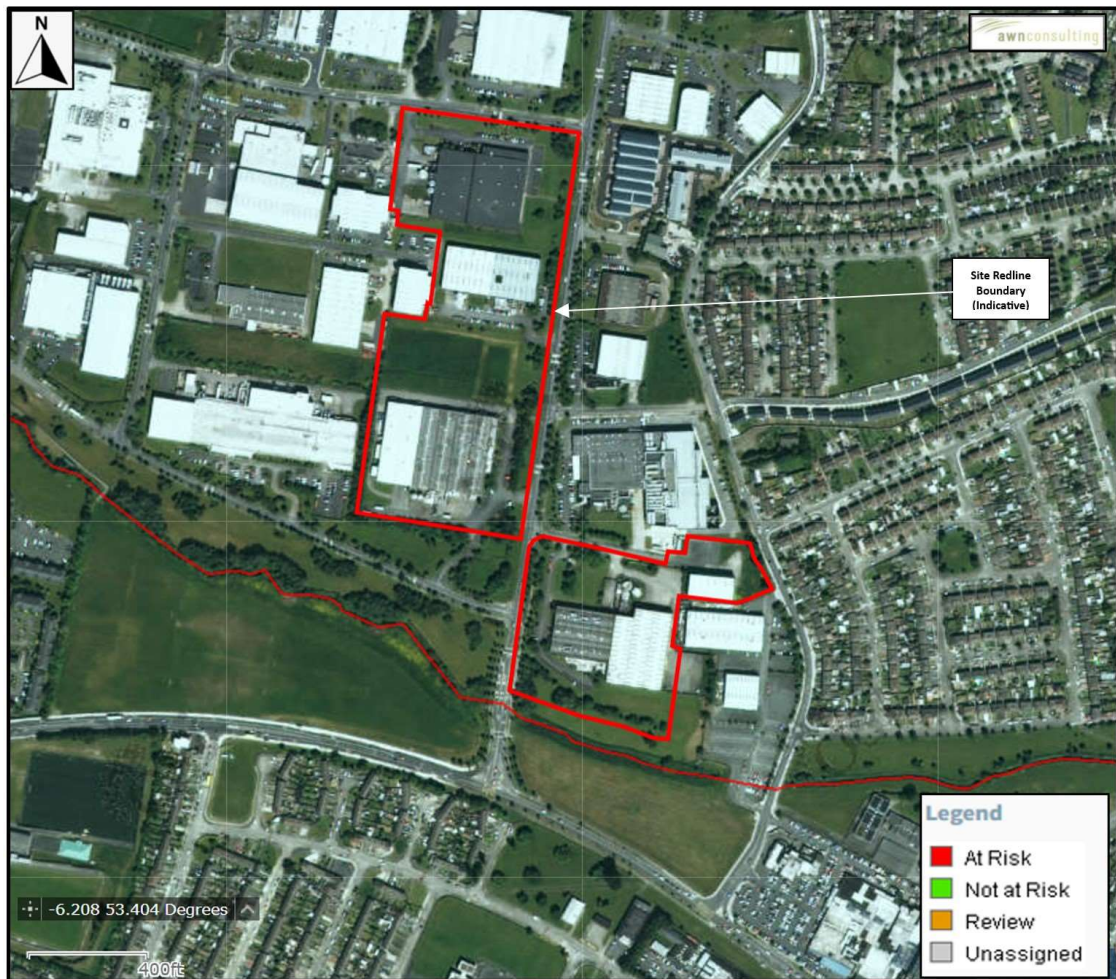 N
awnconsulting
Site Redline
Boundary
(Indicative)
Legend
At Risk
Not at Risk
Review
Unassigned
-6.208 53.404 Degrees
400ft